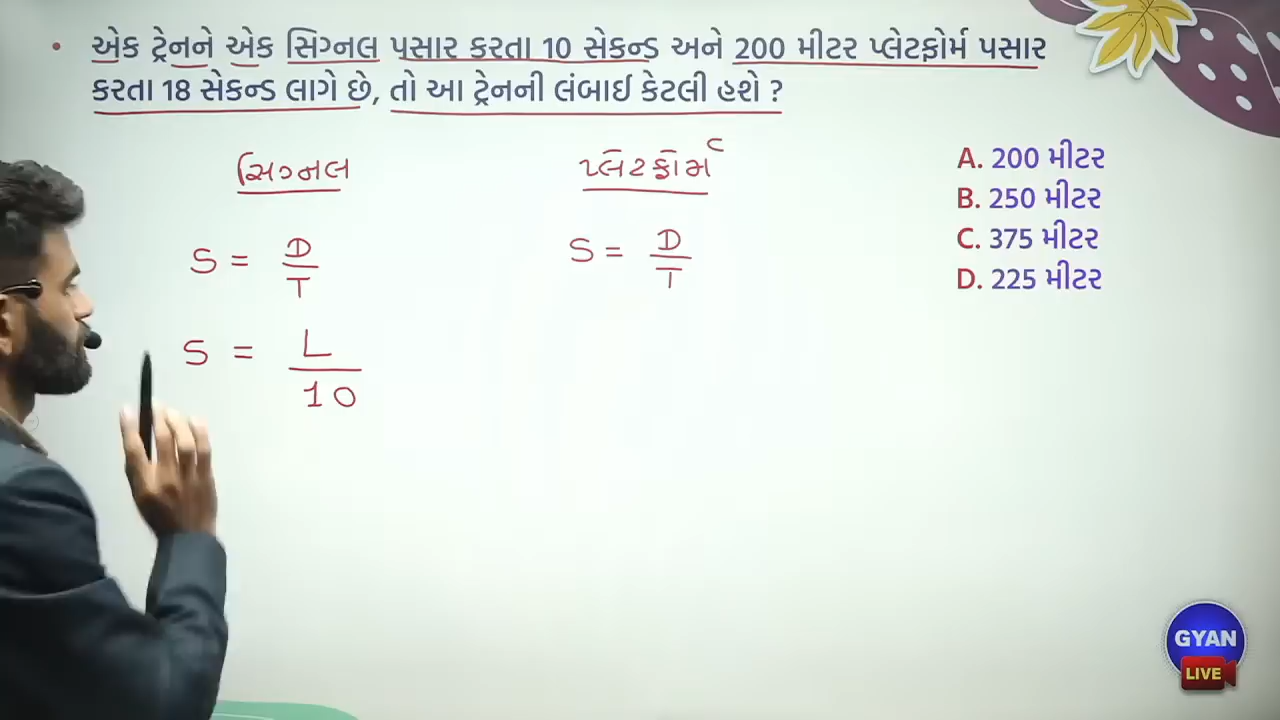 • એક ટ્રેનને એક સિગ્નલ પસાર કરતા 10 સેકન્ડ અને 200 મીટર પ્લેટફોર્મ પસાર
કરતા 18 સેકન્ડ લાગે છે, તો આ ટ્રેનની લંબાઈ કેટલી હશે ?
સિગ્નલ
S = D/T
S = L/10
પ્લેટફોર્મ
S = D/T
A. 200 મીટર
B. 250 મીટર
C. 375 મીટર
D. 225 મીટર
GYAN
LIVE